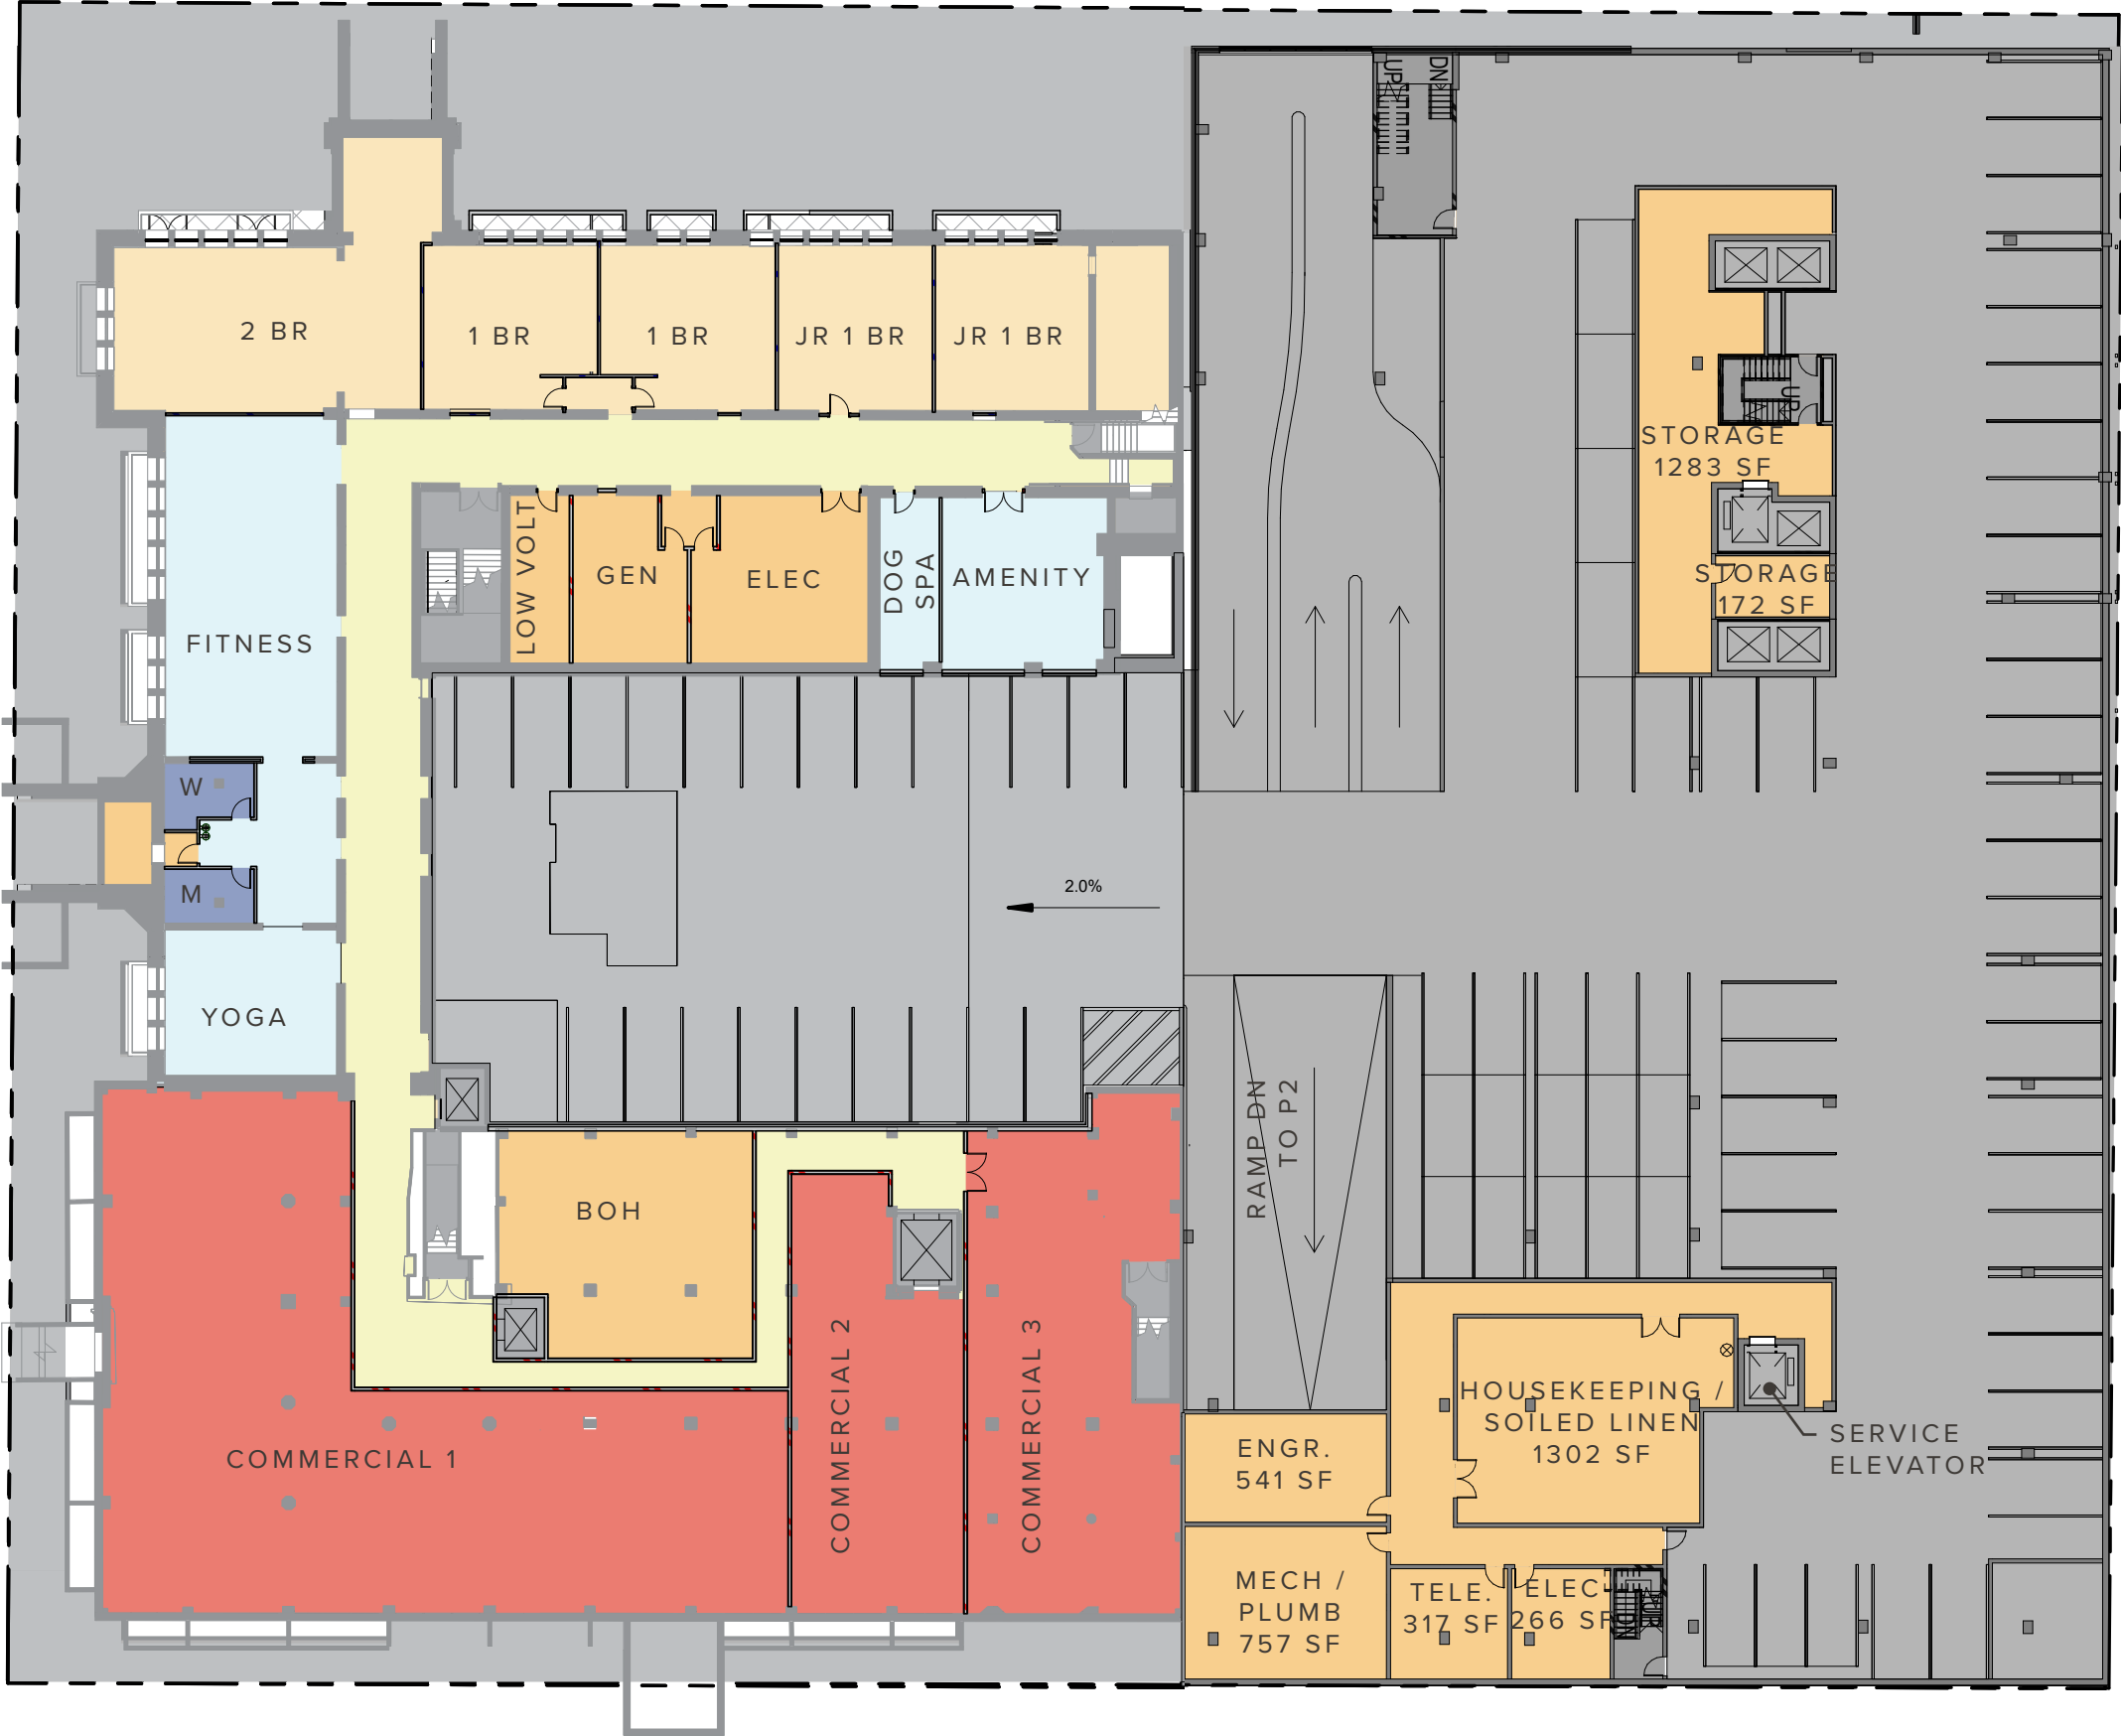 UP
DN
2 BR
1 BR
1 BR
JR 1 BR
JR 1 BR
UP
STORAGE
1283 SF
LOW VOLT
GEN
ELEC
DOG
SPA
AMENITY
STORAGE
172 SF
FITNESS
W
M
2.0%
YOGA
RAMP DN
TO P2
BOH
COMMERCIAL 1
COMMERCIAL 2
COMMERCIAL 3
HOUSEKEEPING /
SOILED LINEN
1302 SF
SERVICE
ELEVATOR
ENGR.
541 SF
MECH /
PLUMB
757 SF
TELE.
317 SF
ELEC
266 SF
UP
DN